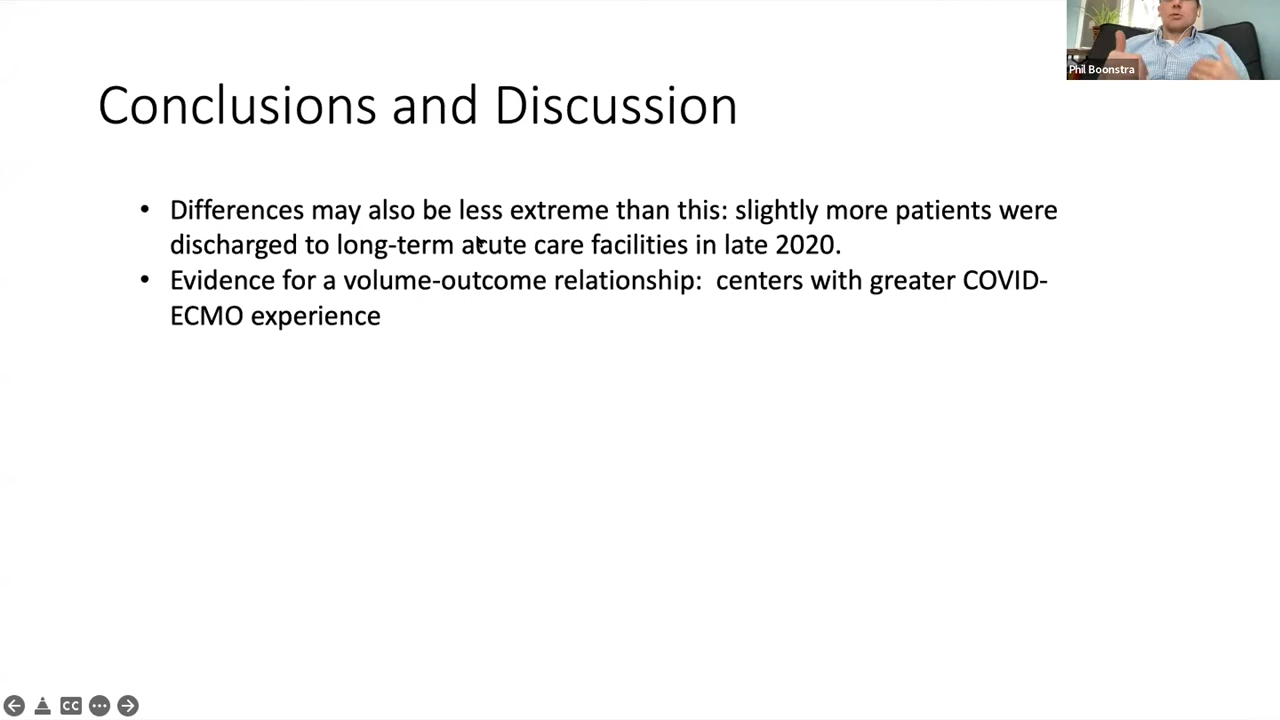 Phil Boonstra
Conclusions and Discussion
• Differences may also be less extreme than this: slightly more patients were
discharged to long-term acute care facilities in late 2020.
• Evidence for a volume-outcome relationship:  centers with greater COVID-
ECMO experience
CC